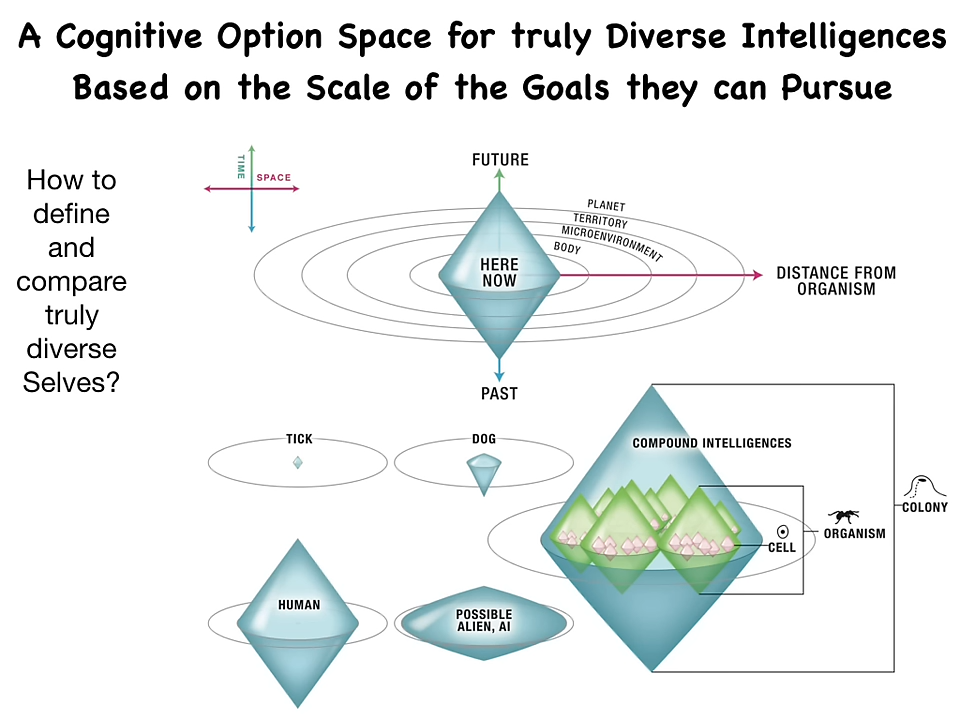 A Cognitive Option Space for truly Diverse Intelligences
Based on the Scale of the Goals they can Pursue
How to
define
and
compare
truly
diverse
Selves?
TIME
SPACE
FUTURE
PLANET
TERRITORY
MICROENVIRONMENT
BODY
HERE
NOW
DISTANCE FROM
ORGANISM
PAST
TICK
DOG
COMPOUND INTELLIGENCES
COLONY
ORGANISM
CELL
HUMAN
POSSIBLE
ALIEN, AI